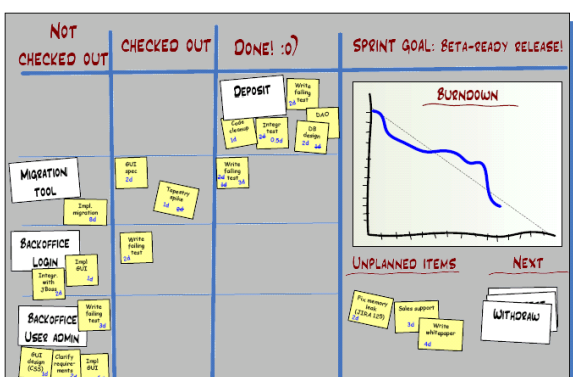 NOT
CHECKED OUT
CHECKED OUT
DONE! :o)
SPRINT GOAL: BETA-READY RELEASE!
DEPOSIT
Write
failing
test
2d
DAO
Code
cleanup
1d
Integr
test
2d 0.5d
DB
design
2d 1d
BURNDOWN
MIGRATION
TOOL
Impl.
migration
8d
GUI
spec
2d
Tapestry
spike
1d
Write
failing
test
2d
3d
BACKOFFICE
LOGIN
Integr.
with
JBoss
2d
Impl
GUI
1d
Write
failing
test
2d
UNPLANNED ITEMS
NEXT
Fix memory
leak
(JIRA 125)
2d
Sales support
3d
Write
whitepaper
4d
WITHDRAW
BACKOFFICE
USER ADMIN
Write
failing
test
3d
GUI
design
(CSS)
Clarify
require-
ments
Impl
GUI